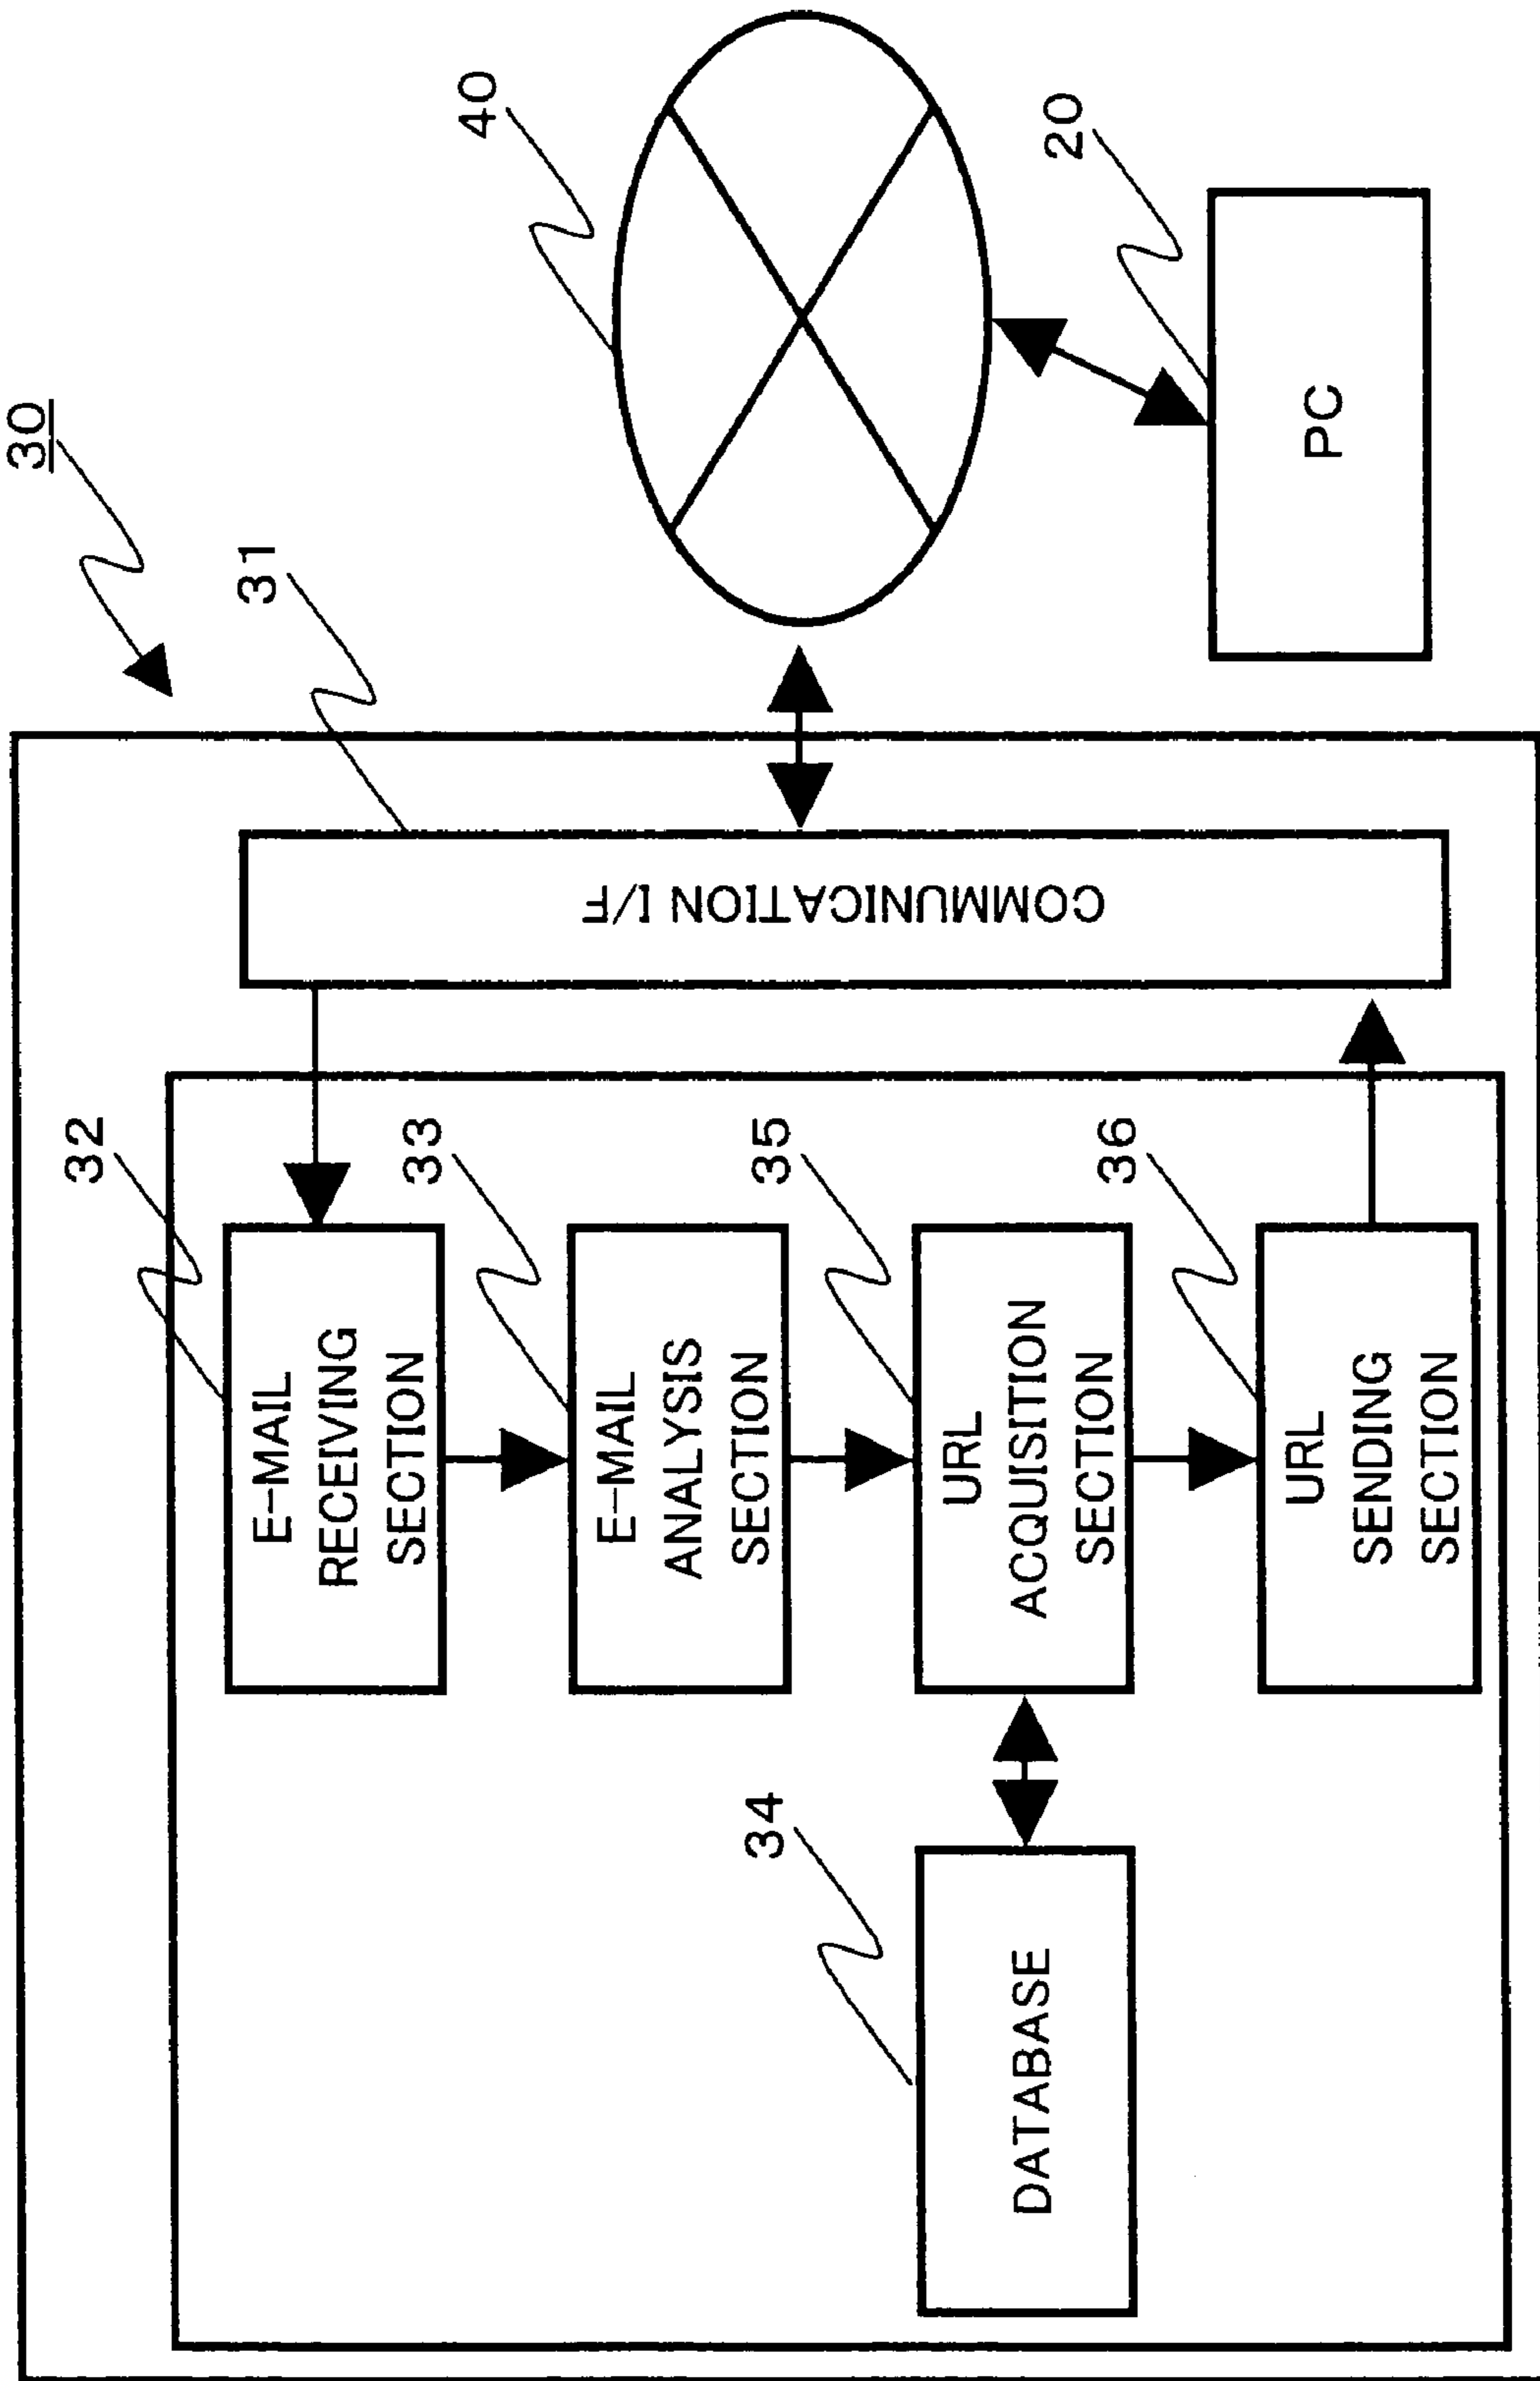 30
40
31
COMMUNICATION I/F
20
PC
32
E-MAIL
RECEIVING
SECTION
33
E-MAIL
ANALYSIS
SECTION
34
DATABASE
35
URL
ACQUISITION
SECTION
36
URL
SENDING
SECTION